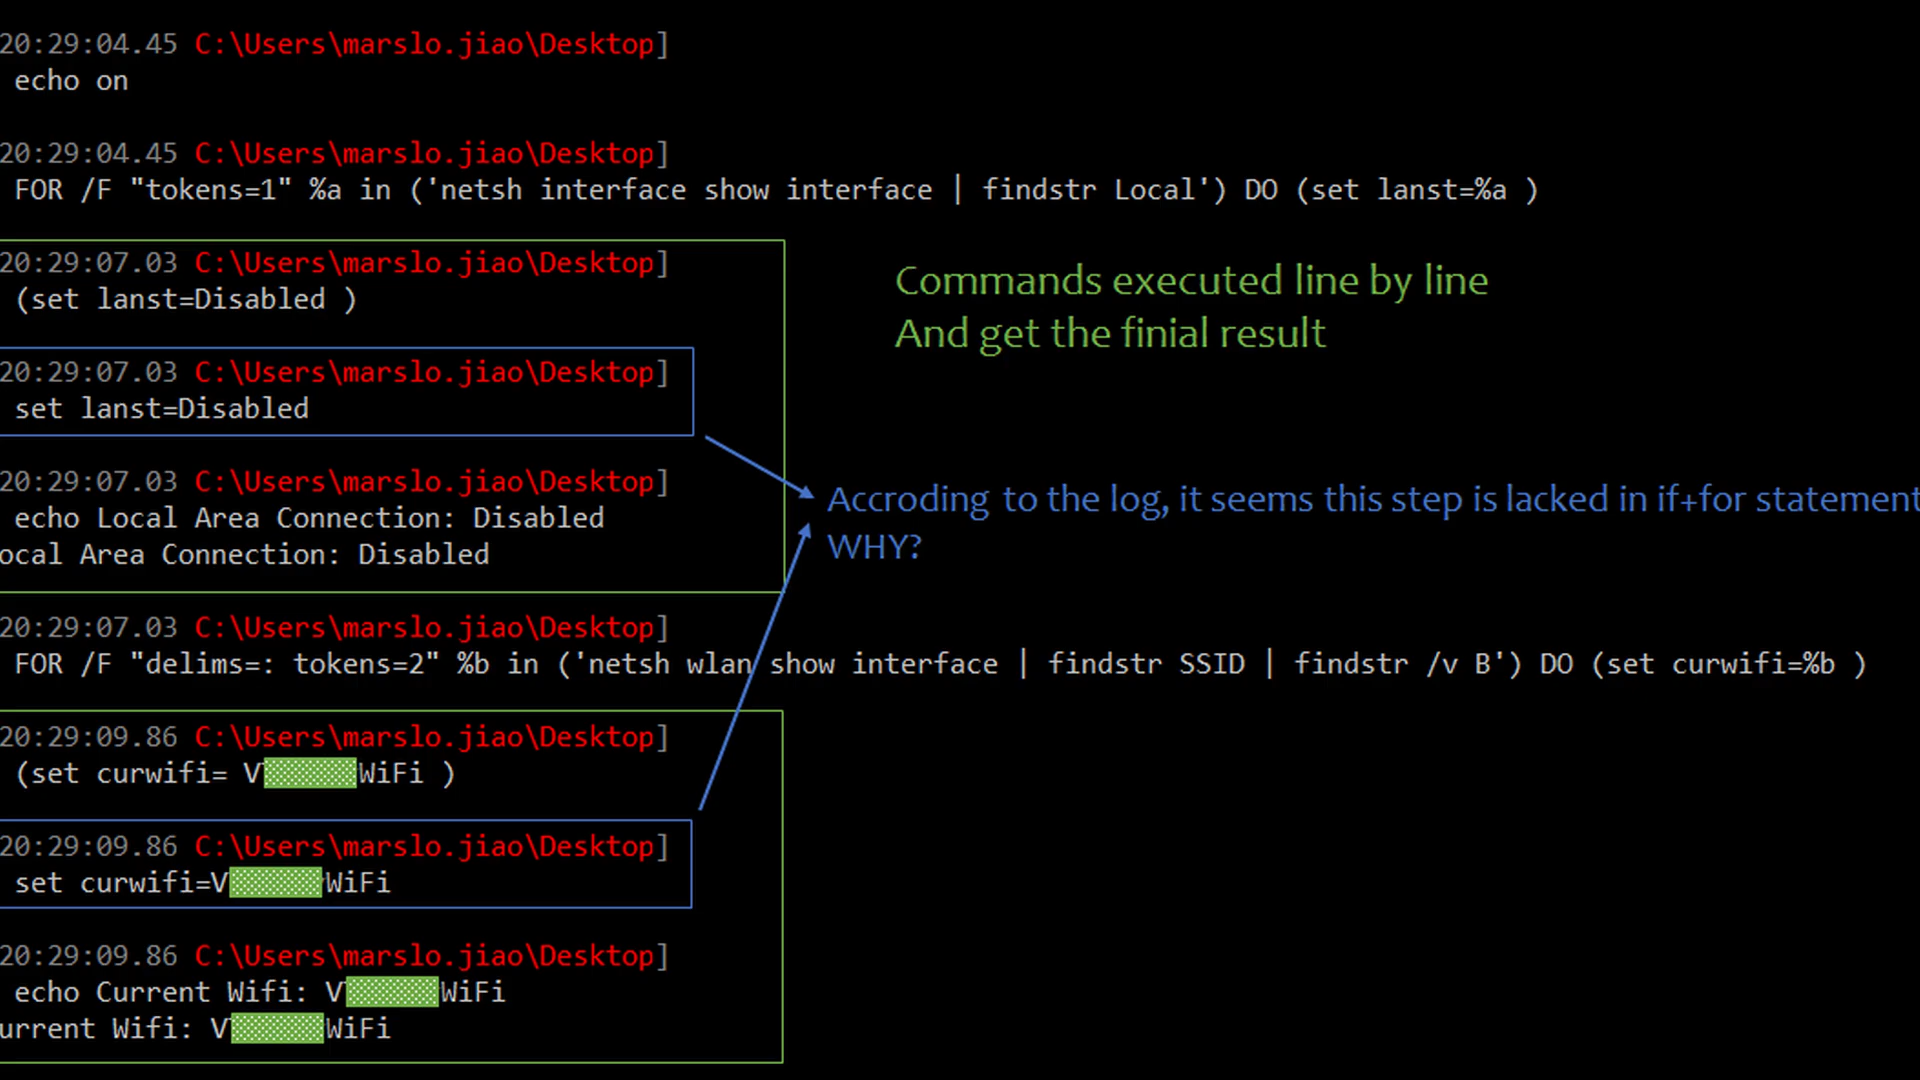 20:29:04.45 C:\Users\marslo.jiao\Desktop]
echo on
20:29:04.45 C:\Users\marslo.jiao\Desktop]
FOR /F "tokens=1" %a in ('netsh interface show interface | findstr Local') DO (set lanst=%a )
20:29:07.03 C:\Users\marslo.jiao\Desktop]
(set lanst=Disabled )
Commands executed line by line
And get the finial result
20:29:07.03 C:\Users\marslo.jiao\Desktop]
set lanst=Disabled
20:29:07.03 C:\Users\marslo.jiao\Desktop]
echo Local Area Connection: Disabled
ocal Area Connection: Disabled
Accroding to the log, it seems this step is lacked in if+for statement
WHY?
20:29:07.03 C:\Users\marslo.jiao\Desktop]
FOR /F "delims=: tokens=2" %b in ('netsh wlan show interface | findstr SSID | findstr /v B') DO (set curwifi=%b )
20:29:09.86 C:\Users\marslo.jiao\Desktop]
(set curwifi= V WiFi )
20:29:09.86 C:\Users\marslo.jiao\Desktop]
set curwifi=V WiFi
20:29:09.86 C:\Users\marslo.jiao\Desktop]
echo Current Wifi: V WiFi
urrent Wifi: V WiFi